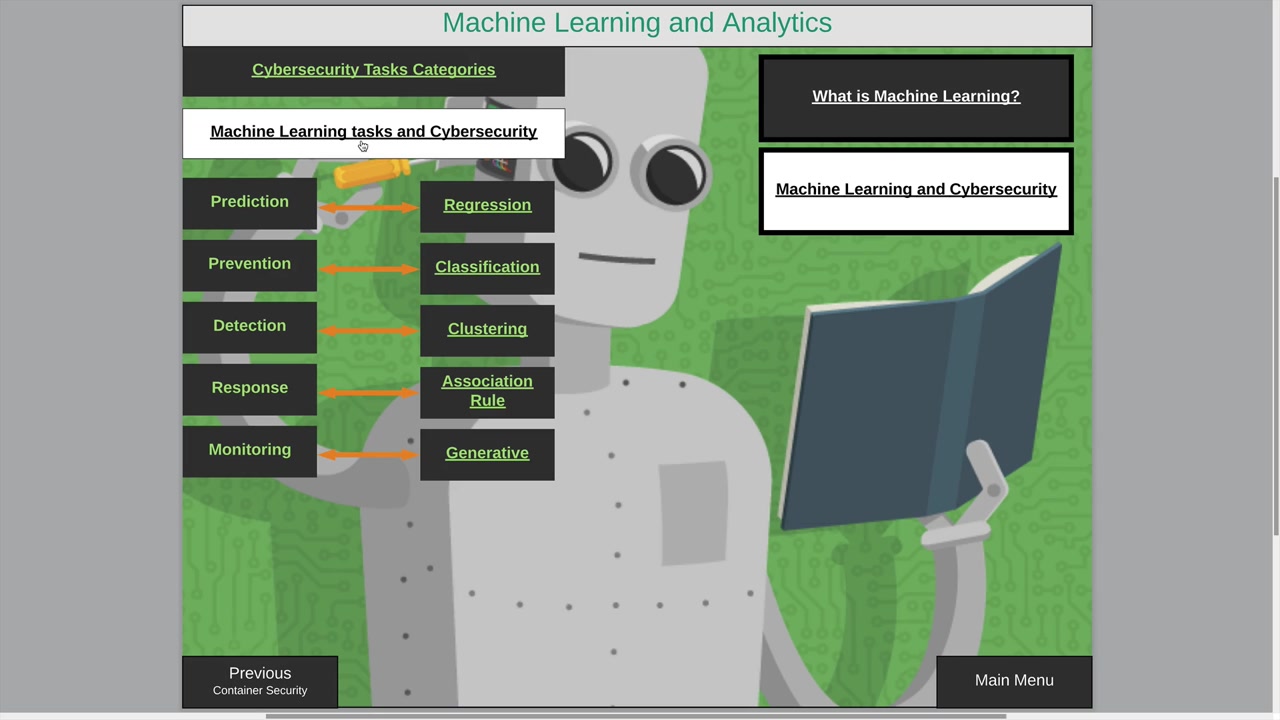 Machine Learning and Analytics
Cybersecurity Tasks Categories
What is Machine Learning?
Machine Learning tasks and Cybersecurity
Machine Learning and Cybersecurity
Prediction
Regression
Prevention
Classification
Detection
Clustering
Response
Association
Rule
Monitoring
Generative
Previous
Container Security
Main Menu